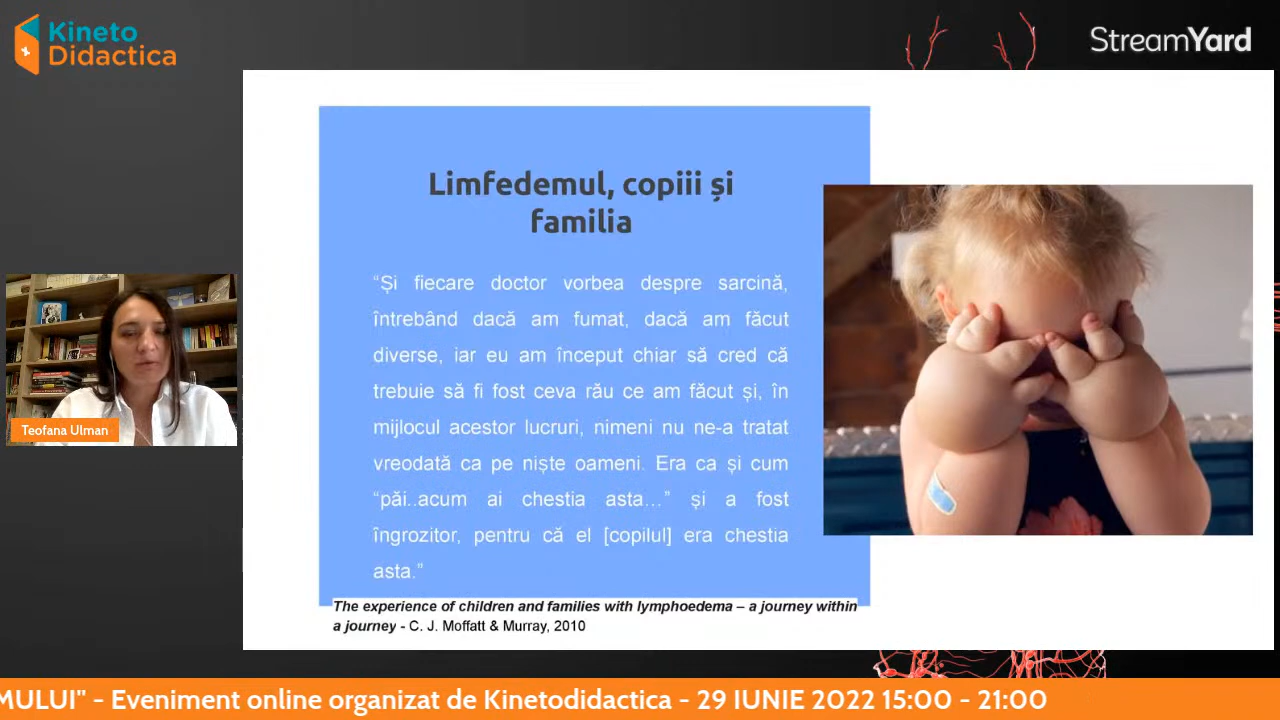 Kineto
Didactica
StreamYard
Limfedemul, copiii și
familia
“Și fiecare doctor vorbea despre sarcină,
întrebând dacă am fumat, dacă am făcut
diverse, iar eu am început chiar să cred că
trebuie să fi fost ceva rău ce am făcut și, în
mijlocul acestor lucruri, nimeni nu ne-a tratat
vreodată ca pe niște oameni. Era ca și cum
“păi..acum ai chestia asta…” și a fost
îngrozitor, pentru că el [copilul] era chestia
asta.”
The experience of children and families with lymphoedema – a journey within
a journey - C. J. Moffatt & Murray, 2010
Teofana Ulman
MULUI" - Eveniment online organizat de Kinetodidactica - 29 IUNIE 2022 15:00 - 21:00